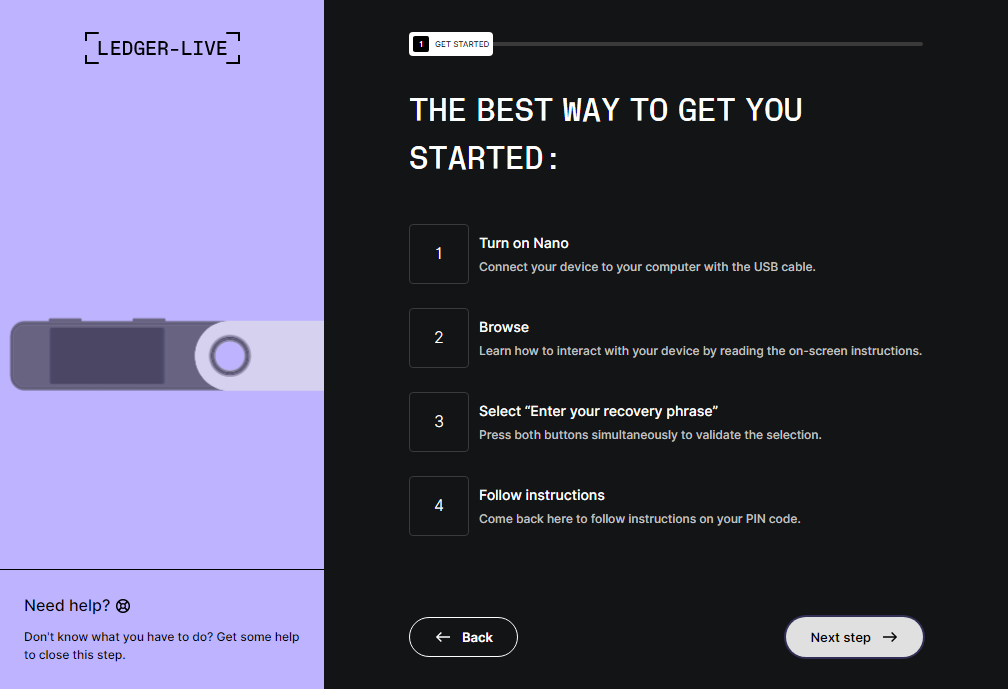 LEDGER-LIVE
1 GET STARTED
THE BEST WAY TO GET YOU
STARTED:
1
Turn on Nano
Connect your device to your computer with the USB cable.
2
Browse
Learn how to interact with your device by reading the on-screen instructions.
3
Select “Enter your recovery phrase”
Press both buttons simultaneously to validate the selection.
4
Follow instructions
Come back here to follow instructions on your PIN code.
Need help?
Don't know what you have to do? Get some help
to close this step.
Back
Next step